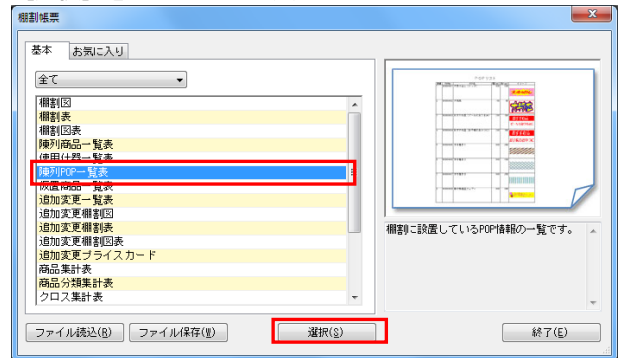 棚割帳票
基本 お気に入り
全て
棚割図
棚割表
棚割図表
陳列商品一覧表
使用什器一覧表
陳列POP一覧表
仮置商品一覧表
追加変更一覧表
追加変更棚割図
追加変更棚割表
追加変更棚割図表
追加変更プライスカード
商品集計表
商品分類集計表
クロス集計表
棚割に設置しているPOP情報の一覧です。
ファイル読込(R) ファイル保存(W) 選択(S) 終了(E)